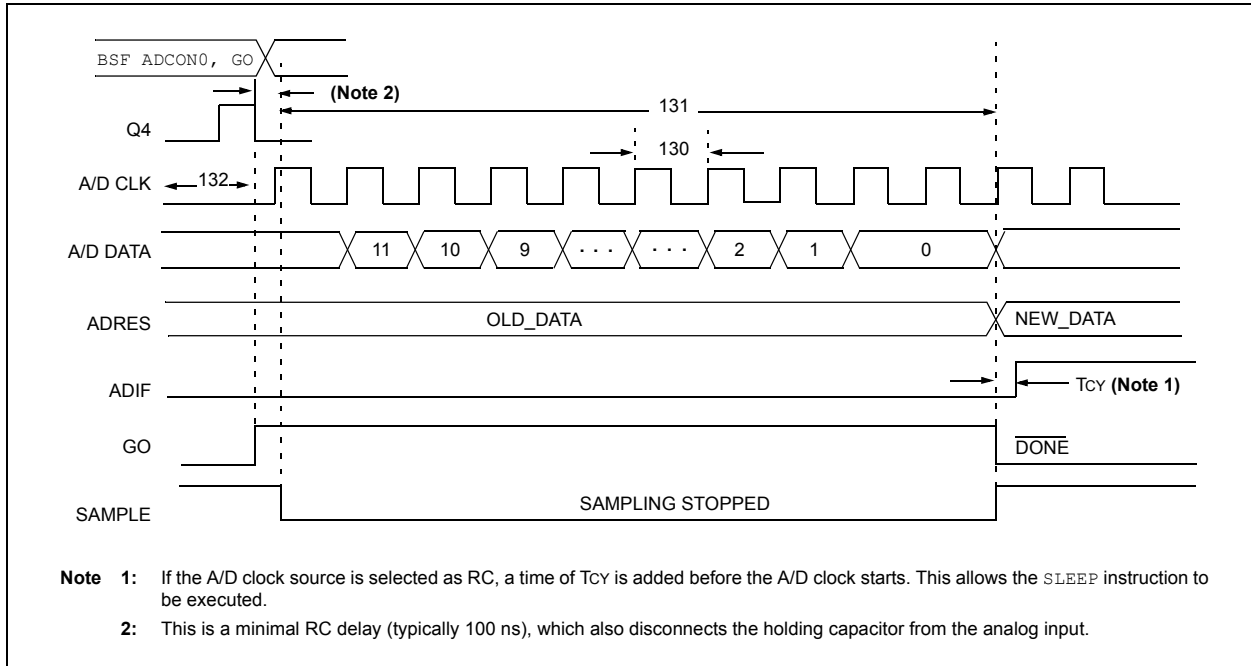 BSF ADCON0, GO
(Note 2)
131
Q4
130
A/D CLK
132
A/D DATA 11 10 9 . . . . . . 2 1 0
ADRES OLD_DATA NEW_DATA
ADIF TCY (Note 1)
GO DONE
SAMPLE SAMPLING STOPPED
Note 1: If the A/D clock source is selected as RC, a time of TCY is added before the A/D clock starts. This allows the SLEEP instruction to
be executed.
2: This is a minimal RC delay (typically 100 ns), which also disconnects the holding capacitor from the analog input.